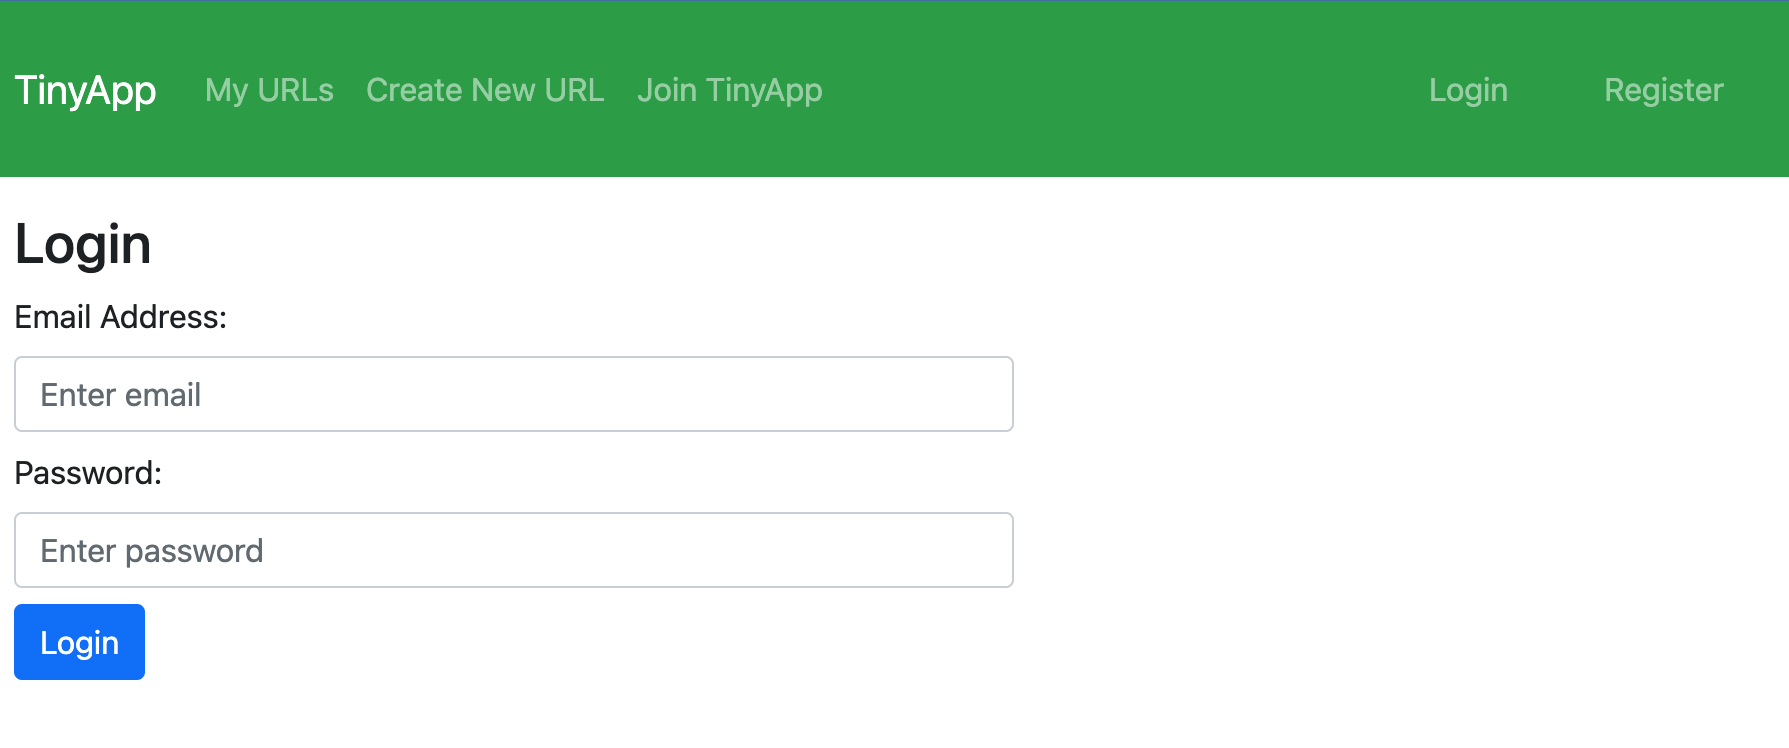 TinyApp My URLs Create New URL Join TinyApp Login Register
Login
Email Address:
Enter email
Password:
Enter password
Login